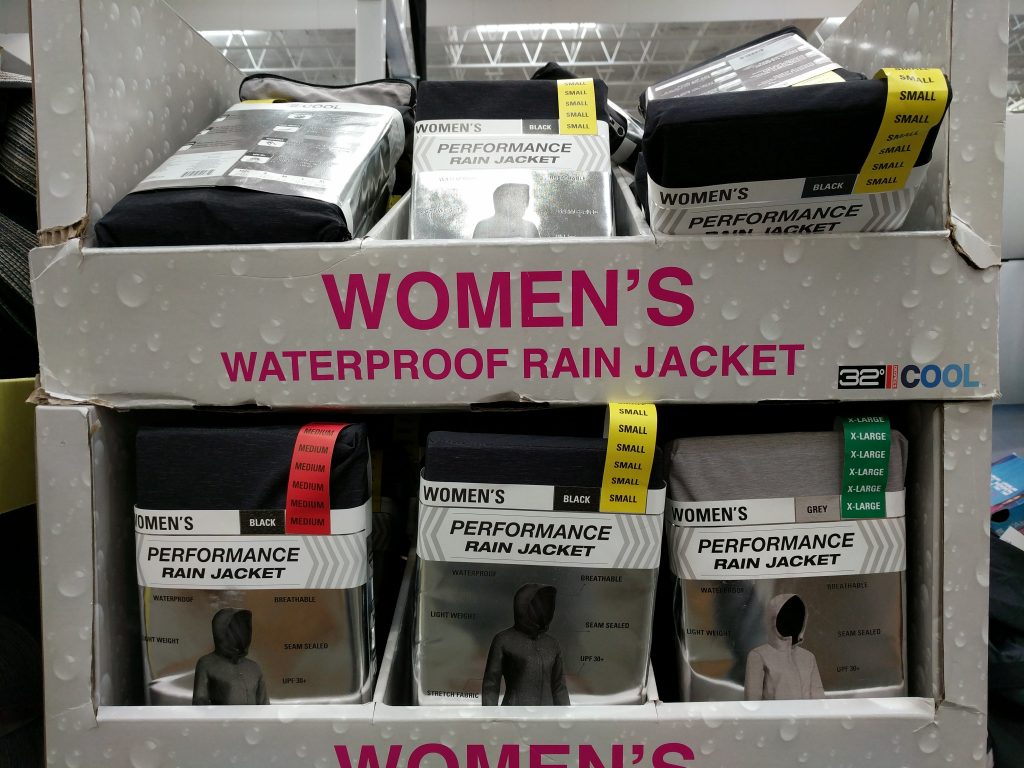 COOL
SMALL
SMALL
SMALL
SMALL
SMALL
WOMEN'S BLACK
PERFORMANCE
RAIN JACKET
SMALL
SMALL
SMALL
SMALL
SMALL
SMALL
SMALL
WOMEN'S BLACK
PERFORMANCE
RAIN JACKET
WOMEN'S
WATERPROOF RAIN JACKET
32° COOL
MEDIUM
MEDIUM
MEDIUM
MEDIUM
MEDIUM
MEDIUM
WOMEN'S BLACK
PERFORMANCE
RAIN JACKET
WATERPROOF BREATHABLE
LIGHT WEIGHT SEAM SEALED
UPF 30+
SMALL
SMALL
SMALL
SMALL
SMALL
SMALL
WOMEN'S BLACK
PERFORMANCE
RAIN JACKET
WATERPROOF BREATHABLE
LIGHT WEIGHT SEAM SEALED
UPF 30+
STRETCH FABRIC
X-LARGE
X-LARGE
X-LARGE
X-LARGE
X-LARGE
X-LARGE
WOMEN'S GREY
PERFORMANCE
RAIN JACKET
WATERPROOF BREATHABLE
LIGHT WEIGHT SEAM SEALED
UPF 30+
WOMEN'S